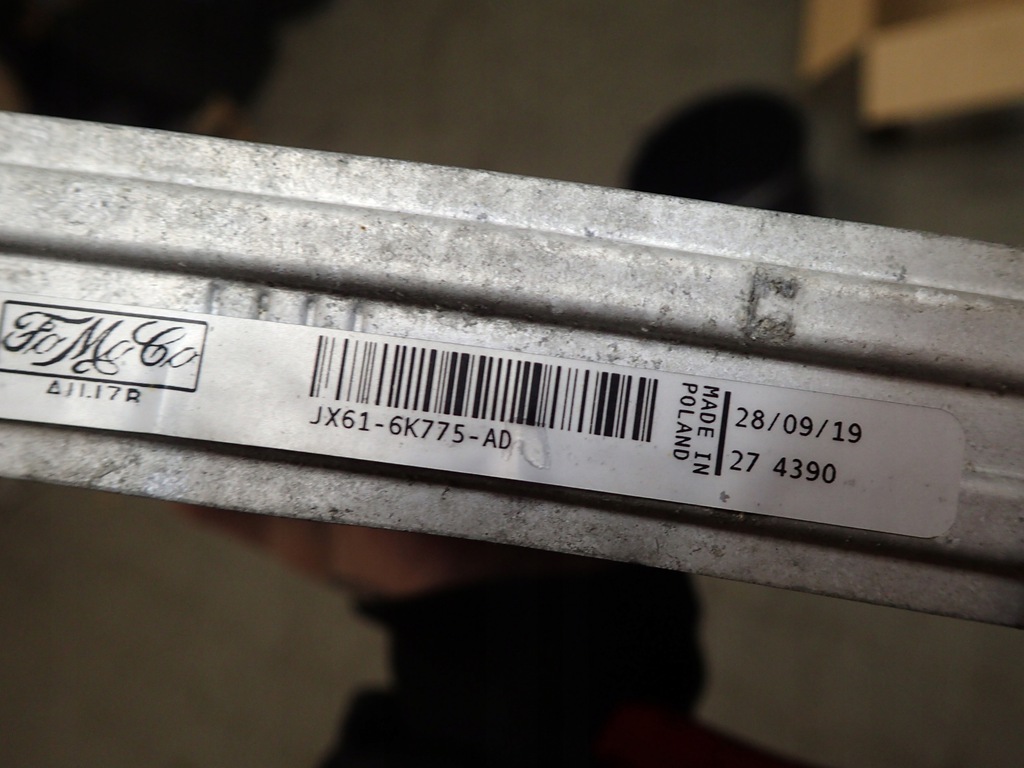 FoMoCo
JX61-6K775-AD
MADE IN
POLAND
28/09/19
27 4390